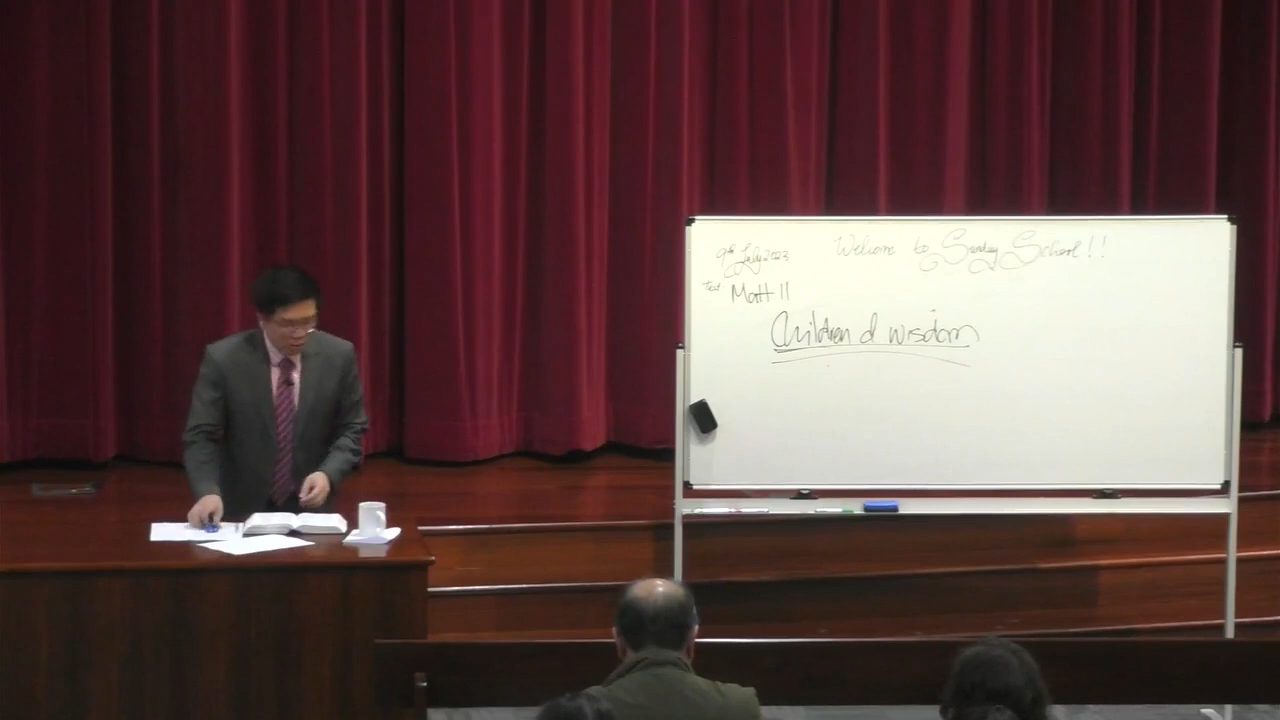 9th July 2023
Welcome to Sunday School!!
Text Matt 11
Children of wisdom